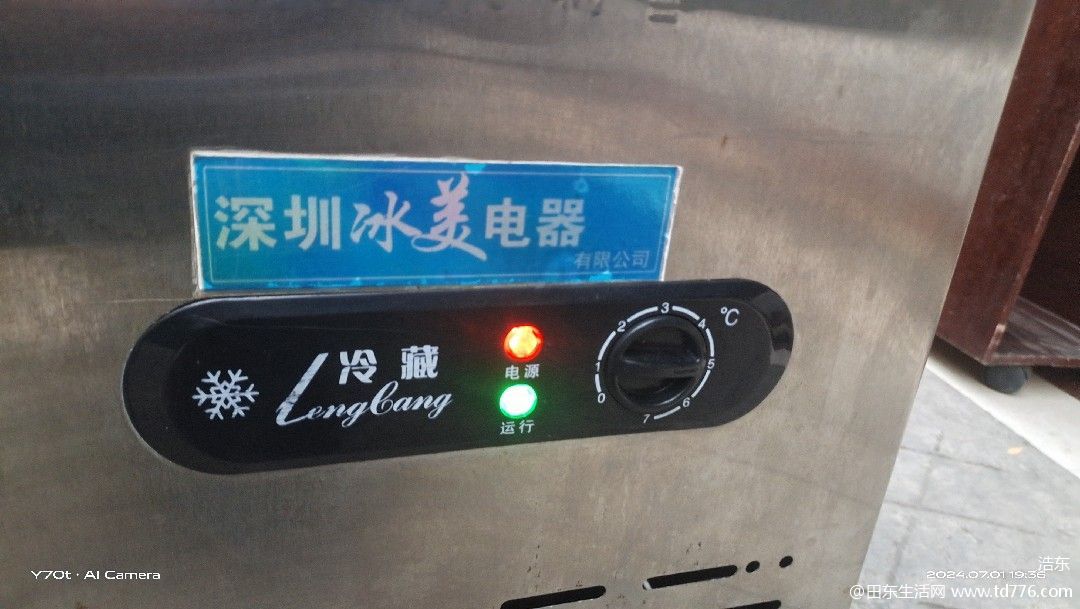 深圳冰美电器
有限公司
冷藏
LengCang
电源
运行
0 1 2 3 4 5 6 7
℃
Y70t · AI Camera
浩东
2024.07.01 19:36
@田东生活网 www.td776.com